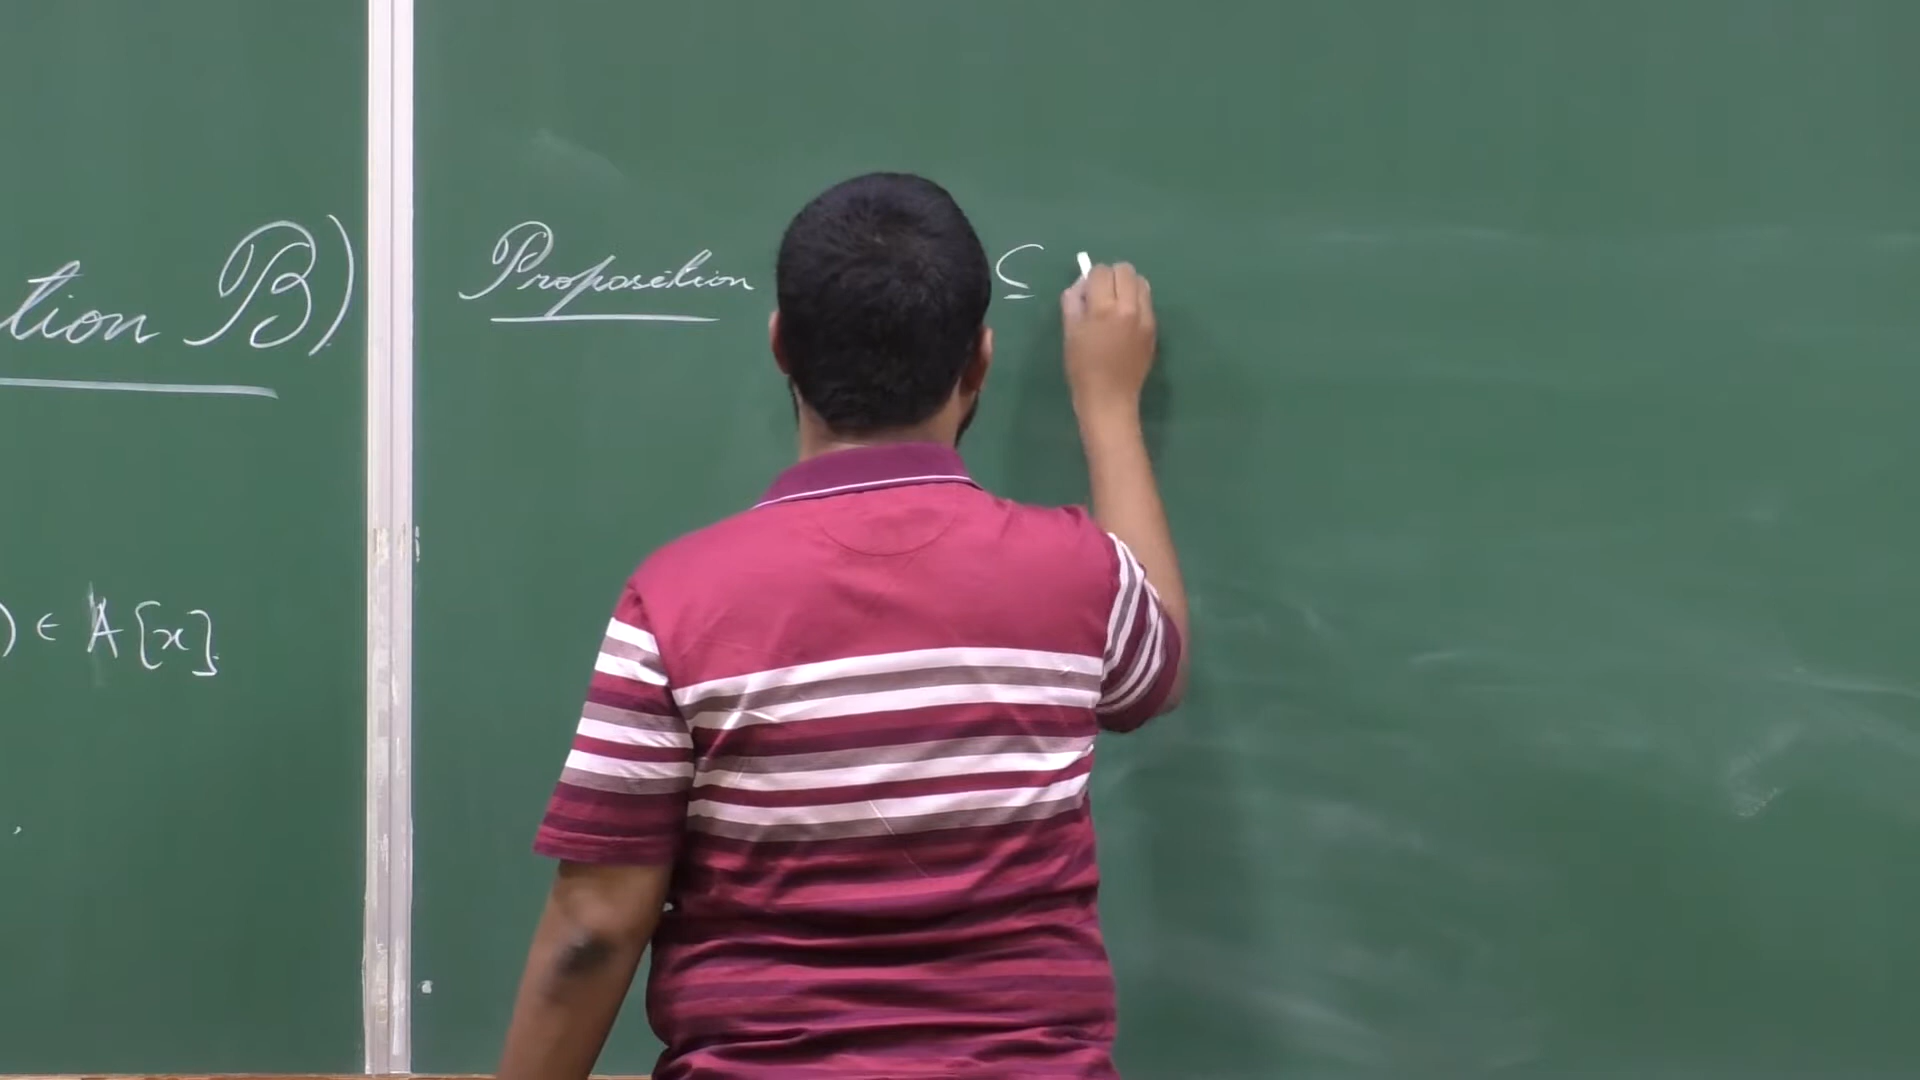 tion B)
) ∈ A[x]
Proposition ⊆